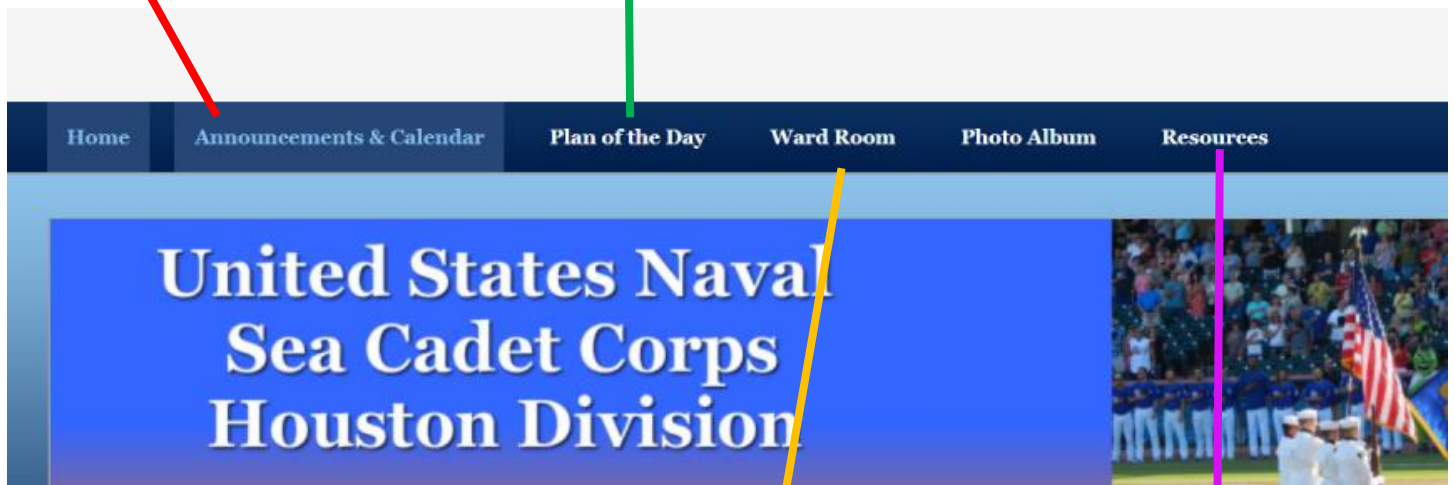 Home Announcements & Calendar Plan of the Day Ward Room Photo Album Resources
United States Naval
Sea Cadet Corps
Houston Division